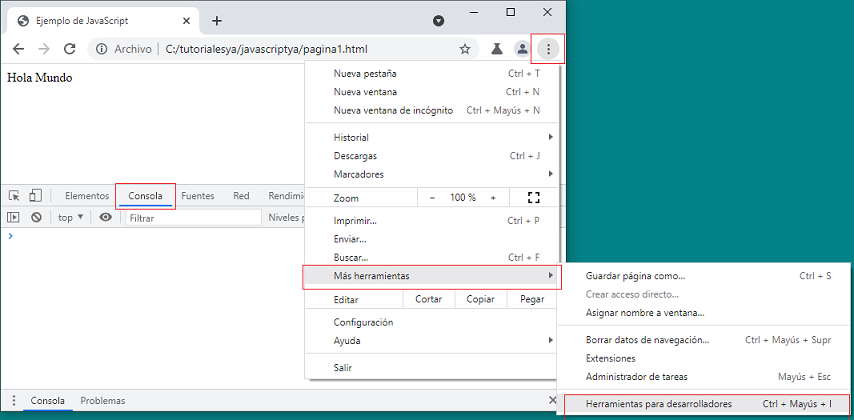 Ejemplo de JavaScript
Archivo | C:/tutorialesya/javascriptya/pagina1.html
Hola Mundo
Nueva pestaña Ctrl + T
Nueva ventana Ctrl + N
Nueva ventana de incógnito Ctrl + Mayús + N
Historial
Descargas Ctrl + J
Marcadores
Zoom − 100 % +
Imprimir... Ctrl + P
Enviar...
Buscar... Ctrl + F
Más herramientas
Editar Cortar Copiar Pegar
Configuración
Ayuda
Salir
Elementos Consola Fuentes Red Rendimie
top Filtrar Niveles p
Guardar página como... Ctrl + S
Crear acceso directo...
Asignar nombre a ventana...
Borrar datos de navegación... Ctrl + Mayús + Supr
Extensiones
Administrador de tareas Mayús + Esc
Herramientas para desarrolladores Ctrl + Mayús + I
Consola Problemas